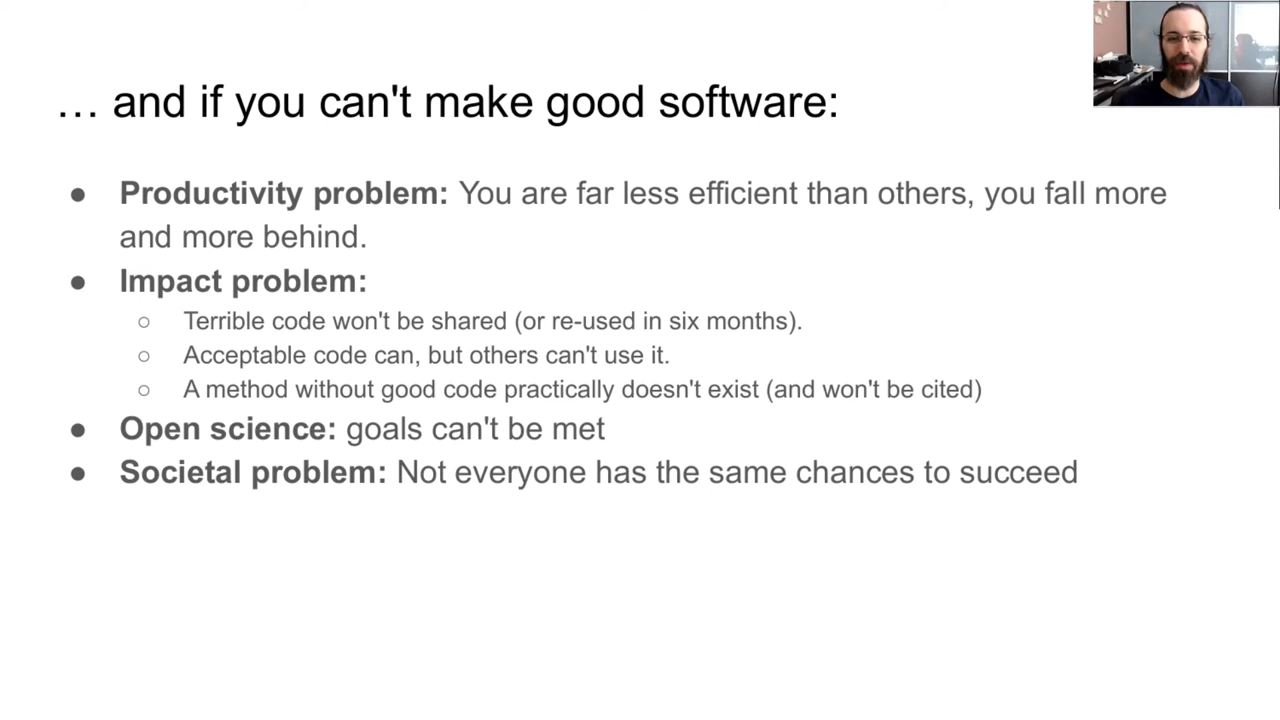 … and if you can't make good software:
● Productivity problem: You are far less efficient than others, you fall more
and more behind.
● Impact problem:
○ Terrible code won't be shared (or re-used in six months).
○ Acceptable code can, but others can't use it.
○ A method without good code practically doesn't exist (and won't be cited)
● Open science: goals can't be met
● Societal problem: Not everyone has the same chances to succeed